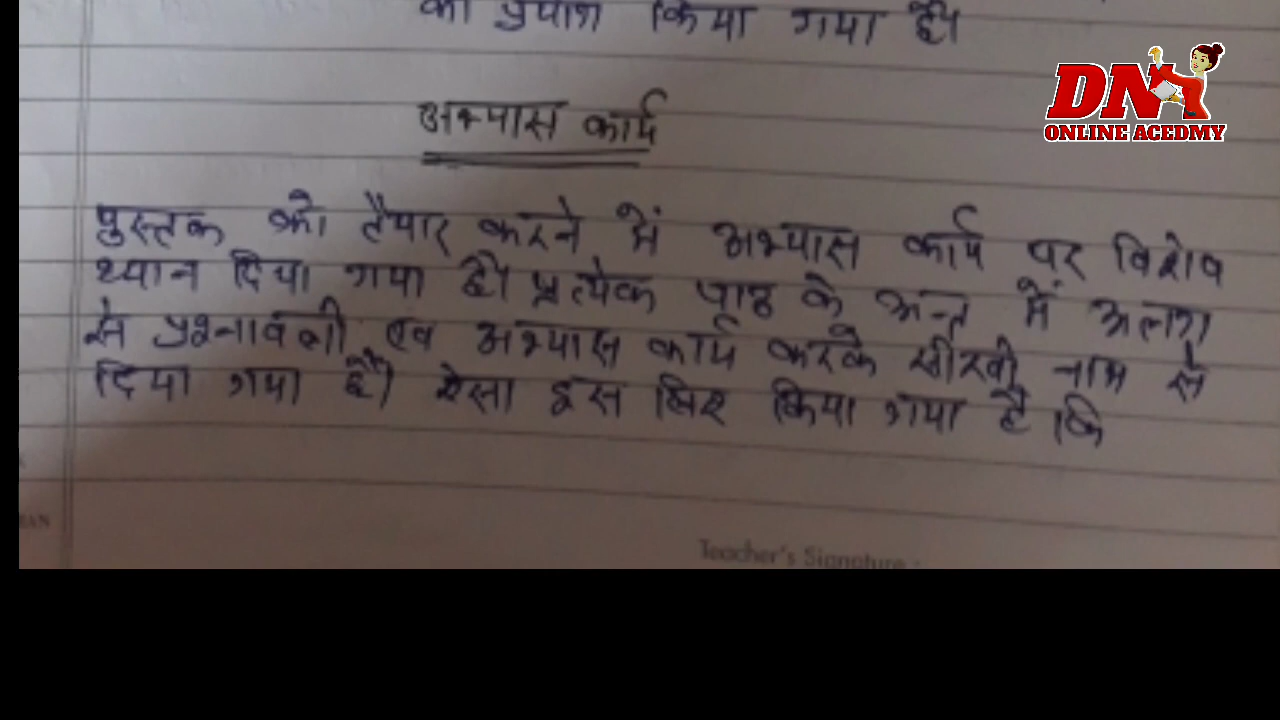 का प्रयोग किया गया है।
DNA
ONLINE ACEDMY
अभ्यास कार्य
पुस्तक को तैयार करने में अभ्यास कार्य पर विशेष
ध्यान दिया गया है। प्रत्येक पाठ के अन्त में अलग
से प्रश्नावली एव अभ्यास कार्य करके सीखो नाम से
दिया गया है। ऐसा इस लिए किया गया है कि
Teacher's Signature :